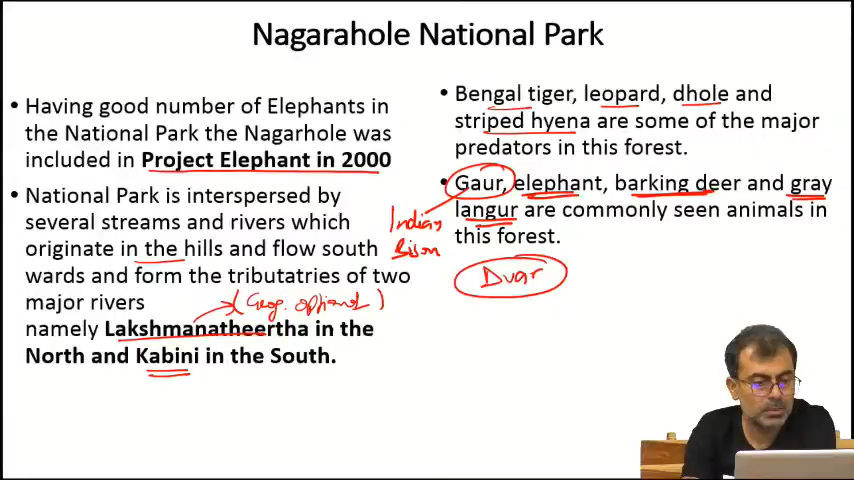 Nagarahole National Park
• Having good number of Elephants in
the National Park the Nagarhole was
included in Project Elephant in 2000
• National Park is interspersed by
several streams and rivers which
originate in the hills and flow south
wards and form the tributatries of two
major rivers
(Geog. optional)
namely Lakshmanatheertha in the
North and Kabini in the South.
Bengal tiger, leopard, dhole and
striped hyena are some of the major
predators in this forest.
• Gaur, elephant, barking deer and gray
langur are commonly seen animals in
this forest.
Indian
Bison
Duar